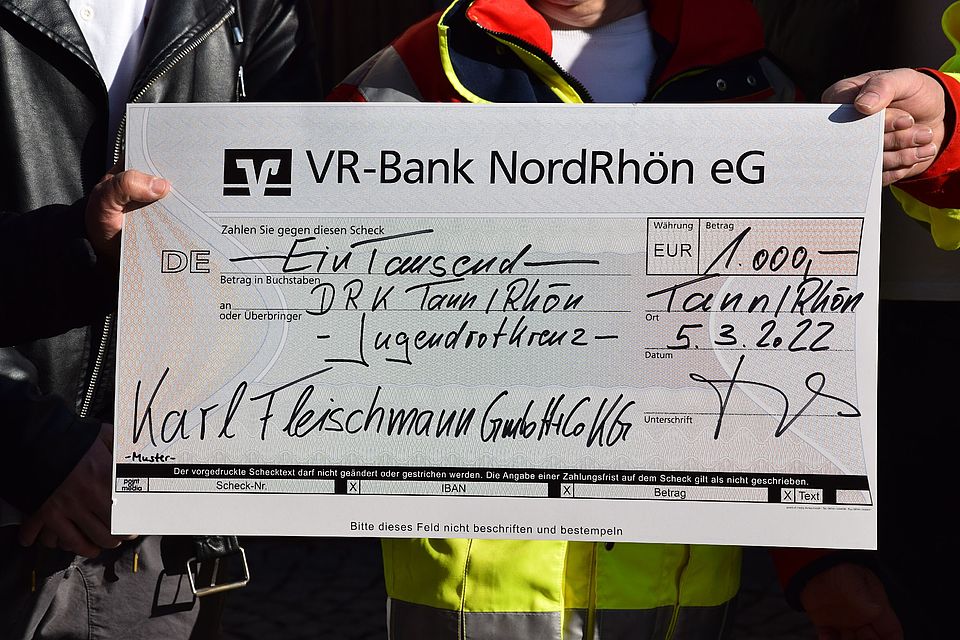 VR-Bank NordRhön eG
Zahlen Sie gegen diesen Scheck
Währung
Betrag
DE
EinTausend
EUR
1.000,-
Betrag in Buchstaben
DRK Tann/Rhön
Tann/Rhön
an
oder Überbringer
Ort
- Jugendrotkreuz -
5.3.2022
Datum
Karl Fleischmann GmbH+Co KG
Unterschrift
-Muster-
Der vorgedruckte Schecktext darf nicht geändert oder gestrichen werden. Die Angabe einer Zahlungsfrist auf dem Scheck gilt als nicht geschrieben.
Scheck-Nr. X IBAN X Betrag X Text
Bitte dieses Feld nicht beschriften und bestempeln